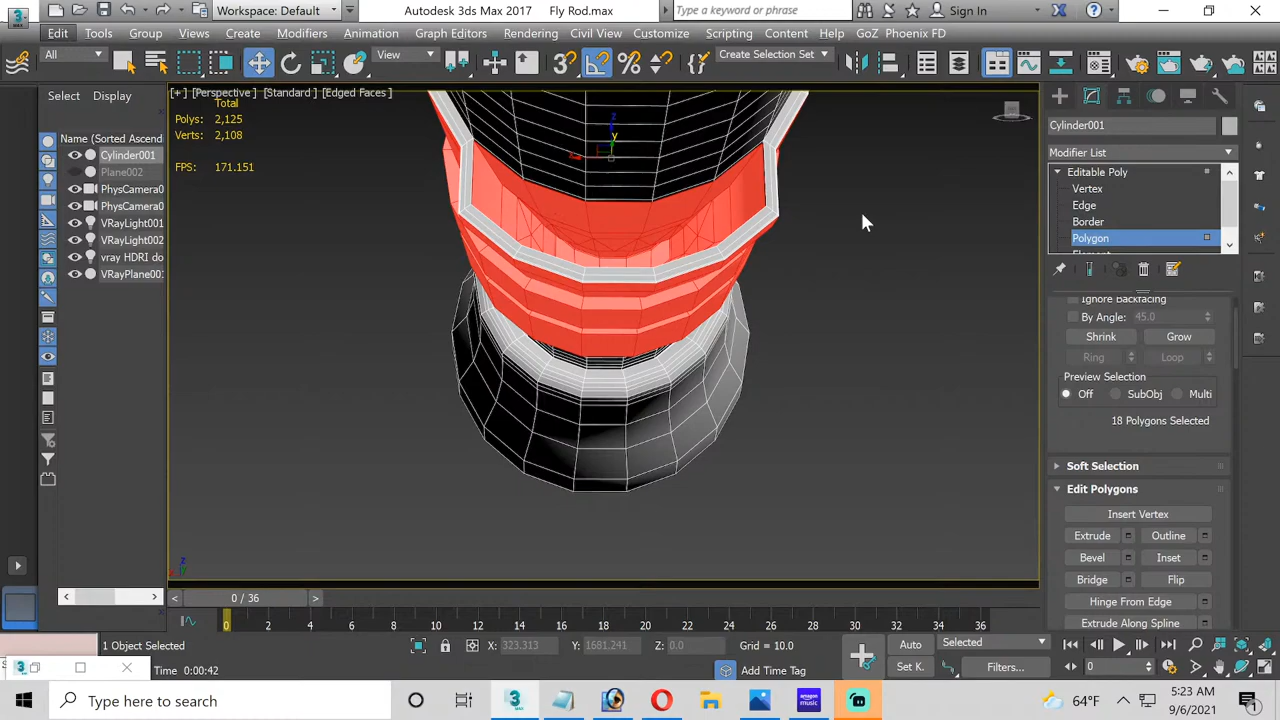 Autodesk 3ds Max 2017 Fly Rod.max
Workspace: Default
Type a keyword or phrase
Sign In
Edit Tools Group Views Create Modifiers Animation Graph Editors Rendering Civil View Customize Scripting Content Help GoZ Phoenix FD
All
View
Create Selection Set
Select Display
[+] [Perspective] [Standard] [Edged Faces]
Total
Polys: 2,125
Verts: 2,108
FPS: 171.151
Name (Sorted Ascend
Cylinder001
Plane002
PhysCamera0
PhysCamera0
VRayLight001
VRayLight002
vray HDRI do
VRayPlane001
z
y
Cylinder001
Modifier List
Editable Poly
Vertex
Edge
Border
Polygon
Element
Ignore Backfacing
By Angle: 45.0
Shrink Grow
Ring Loop
Preview Selection
Off SubObj Multi
18 Polygons Selected
Soft Selection
Edit Polygons
Insert Vertex
Extrude Outline
Bevel Inset
Bridge Flip
Hinge From Edge
Extrude Along Spline
z
0 / 36
0 2 4 6 8 10 12 14 16 18 20 22 24 26 28 30 32 34 36
1 Object Selected
X: 323.313 Y: 1681.241 Z: 0.0 Grid = 10.0
Auto Selected
Time: 0:00:42
Add Time Tag
Set K. Filters...
0
Type here to search
amazon music
64°F
5:23 AM
9/6/2021